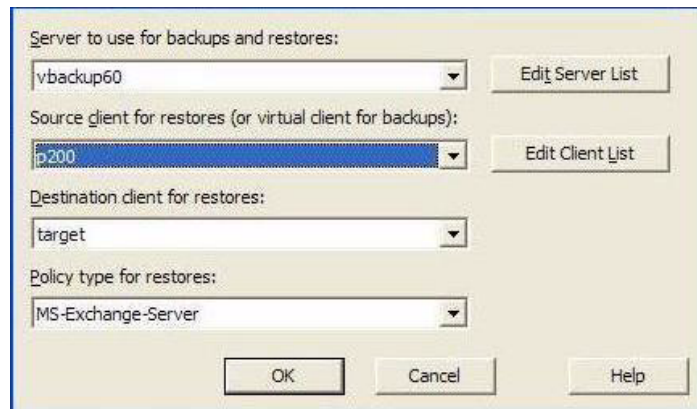 Server to use for backups and restores:
vbackup60 Edit Server List
Source client for restores (or virtual client for backups):
p200 Edit Client List
Destination client for restores:
target
Policy type for restores:
MS-Exchange-Server
OK Cancel Help